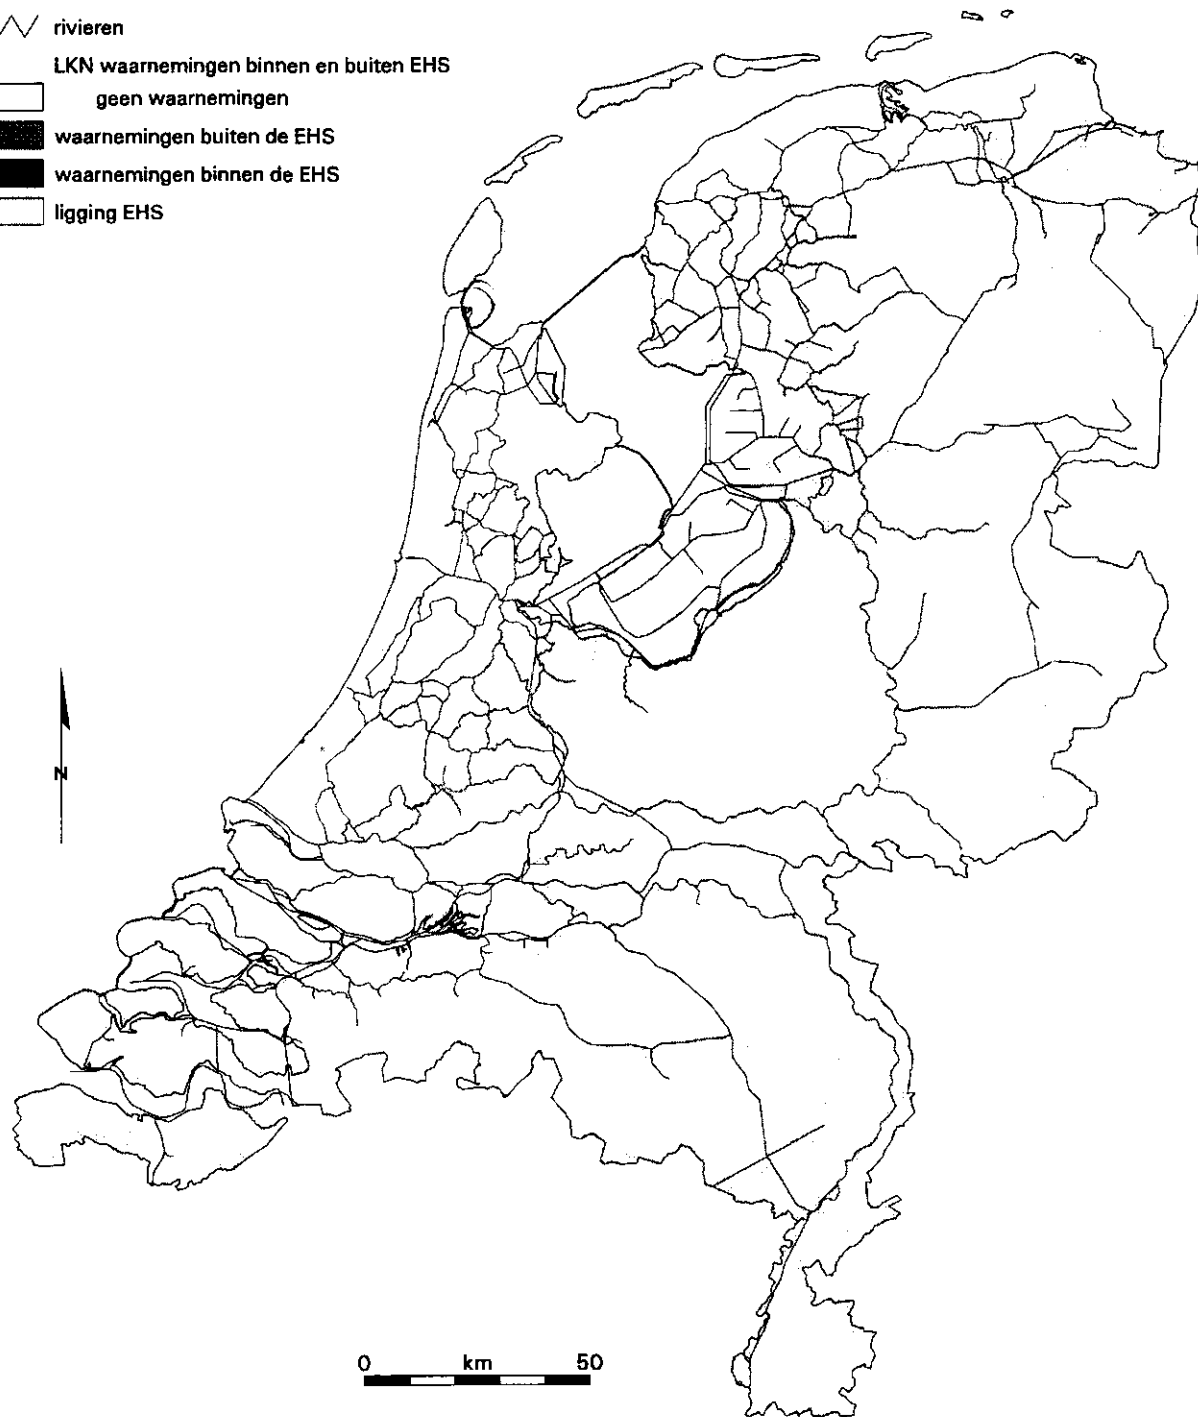 rivieren
LKN waarnemingen binnen en buiten EHS
geen waarnemingen
waarnemingen buiten de EHS
waarnemingen binnen de EHS
ligging EHS
N
0 km 50